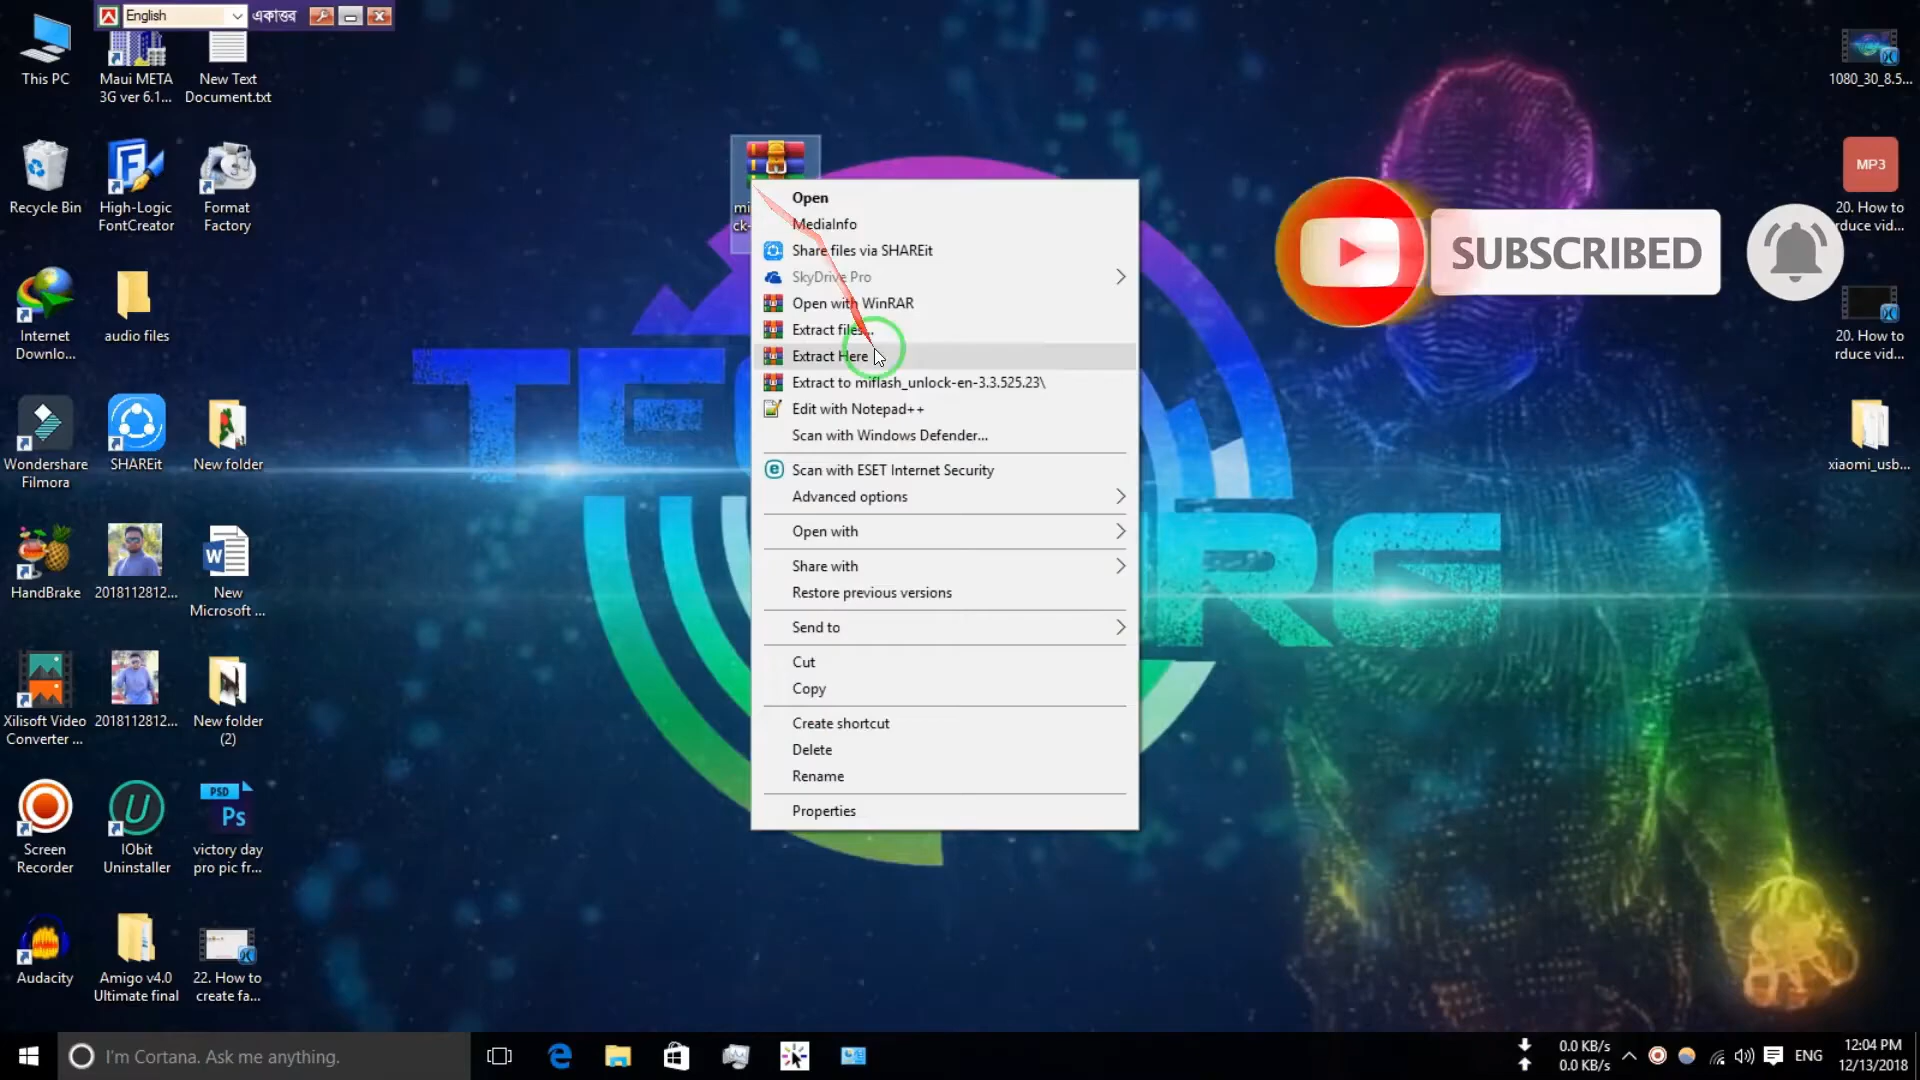 English
একাত্তর
This PC
Maui META
3G ver 6.1...
New Text
Document.txt
Recycle Bin
High-Logic
FontCreator
Format
Factory
Internet
Downlo...
audio files
Wondershare
Filmora
SHAREit
New folder
HandBrake
2018112812...
New
Microsoft ...
Xilisoft Video
Converter ...
2018112812...
New folder
(2)
Screen
Recorder
IObit
Uninstaller
PSD
Ps
victory day
pro pic fr...
Audacity
Amigo v4.0
Ultimate final
22. How to
create fa...
Open
MediaInfo
Share files via SHAREit
SkyDrive Pro
Open with WinRAR
Extract files...
Extract Here
Extract to miflash_unlock-en-3.3.525.23\
Edit with Notepad++
Scan with Windows Defender...
Scan with ESET Internet Security
Advanced options
Open with
Share with
Restore previous versions
Send to
Cut
Copy
Create shortcut
Delete
Rename
Properties
SUBSCRIBED
1080_30_8.5...
MP3
20. How to
rduce vid...
20. How to
rduce vid...
xiaomi_usb...
I'm Cortana. Ask me anything.
0.0 KB/s
0.0 KB/s
ENG
12:04 PM
12/13/2018